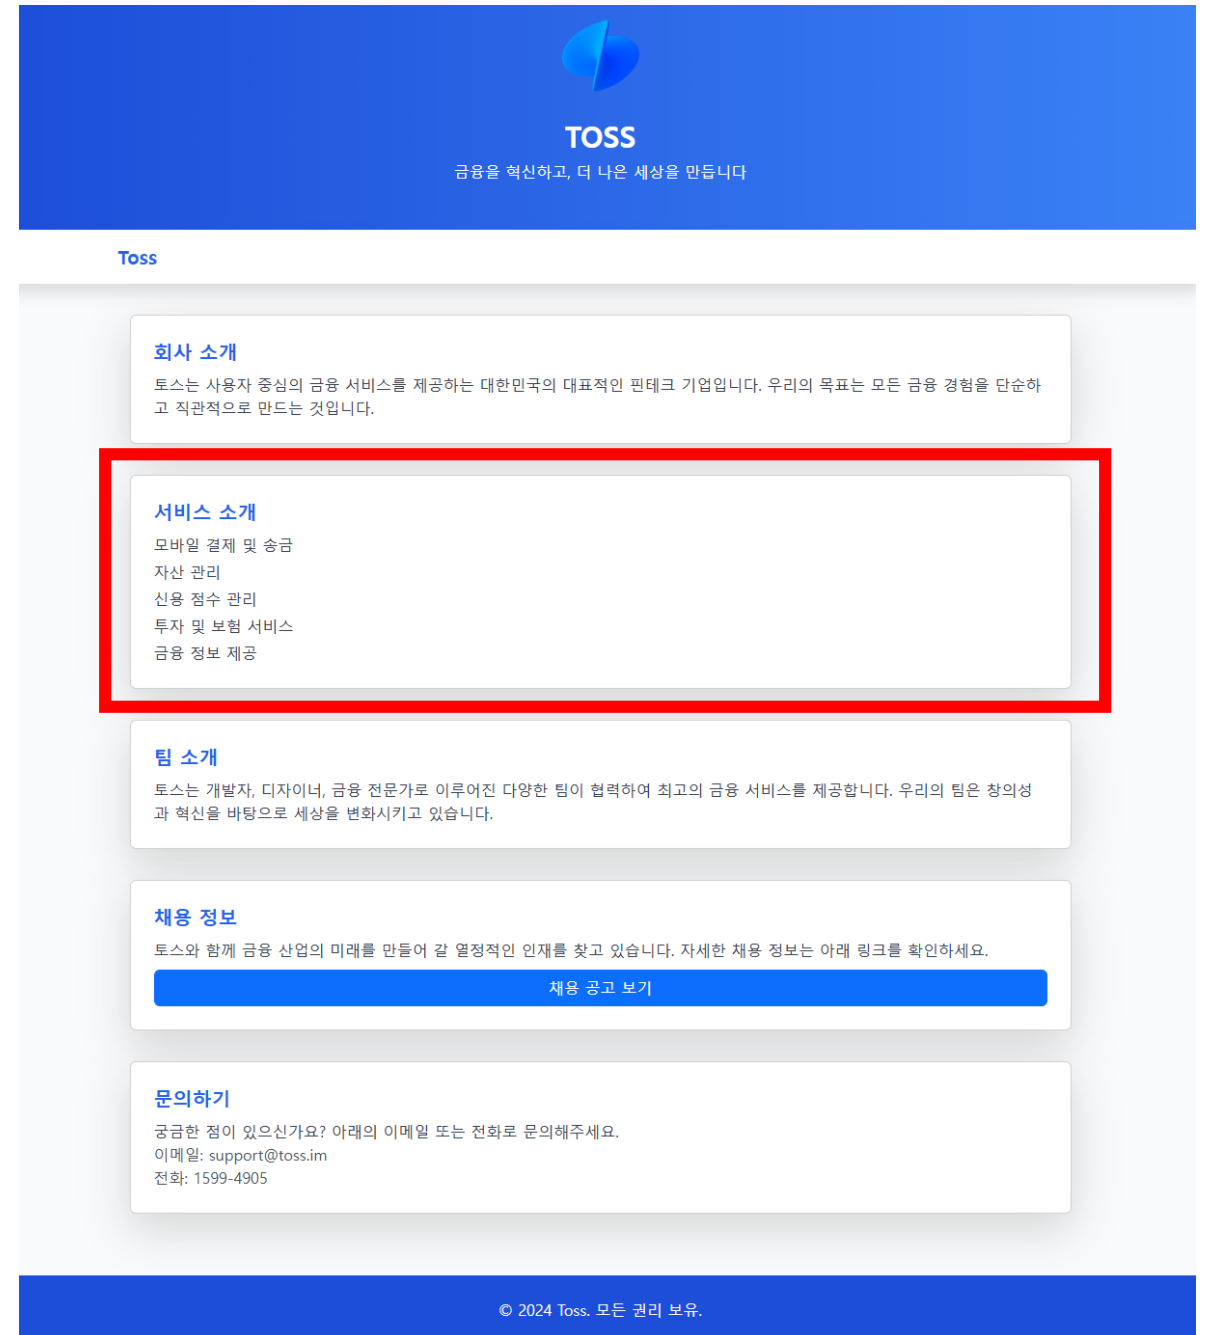 TOSS
금융을 혁신하고, 더 나은 세상을 만듭니다
Toss
회사 소개
토스는 사용자 중심의 금융 서비스를 제공하는 대한민국의 대표적인 핀테크 기업입니다. 우리의 목표는 모든 금융 경험을 단순하
고 직관적으로 만드는 것입니다.
서비스 소개
모바일 결제 및 송금
자산 관리
신용 점수 관리
투자 및 보험 서비스
금융 정보 제공
팀 소개
토스는 개발자, 디자이너, 금융 전문가로 이루어진 다양한 팀이 협력하여 최고의 금융 서비스를 제공합니다. 우리의 팀은 창의성
과 혁신을 바탕으로 세상을 변화시키고 있습니다.
채용 정보
토스와 함께 금융 산업의 미래를 만들어 갈 열정적인 인재를 찾고 있습니다. 자세한 채용 정보는 아래 링크를 확인하세요.
채용 공고 보기
문의하기
궁금한 점이 있으신가요? 아래의 이메일 또는 전화로 문의해주세요.
이메일: support@toss.im
전화: 1599-4905
© 2024 Toss. 모든 권리 보유.